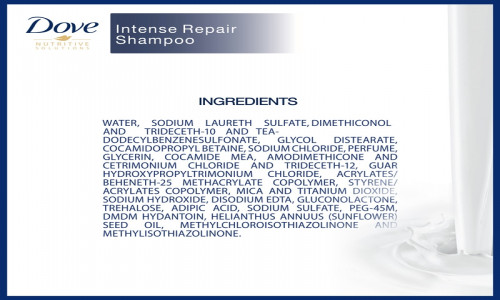 Dove
NUTRITIVE
SOLUTIONS
Intense Repair
Shampoo
INGREDIENTS
WATER, SODIUM LAURETH SULFATE, DIMETHICONOL
AND TRIDECETH-10 AND TEA-
DODECYLBENZENESULFONATE, GLYCOL DISTEARATE,
COCAMIDOPROPYL BETAINE, SODIUM CHLORIDE, PERFUME,
GLYCERIN, COCAMIDE MEA, AMODIMETHICONE AND
CETRIMONIUM CHLORIDE AND TRIDECETH-12, GUAR
HYDROXYPROPYLTRIMONIUM CHLORIDE, ACRYLATES/
BEHENETH-25 METHACRYLATE COPOLYMER, STYRENE/
ACRYLATES COPOLYMER, MICA AND TITANIUM DIOXIDE,
SODIUM HYDROXIDE, DISODIUM EDTA, GLUCONOLACTONE,
TREHALOSE, ADIPIC ACID, SODIUM SULFATE, PEG-45M,
DMDM HYDANTOIN, HELIANTHUS ANNUUS (SUNFLOWER)
SEED OIL, METHYLCHLOROISOTHIAZOLINONE AND
METHYLISOTHIAZOLINONE.